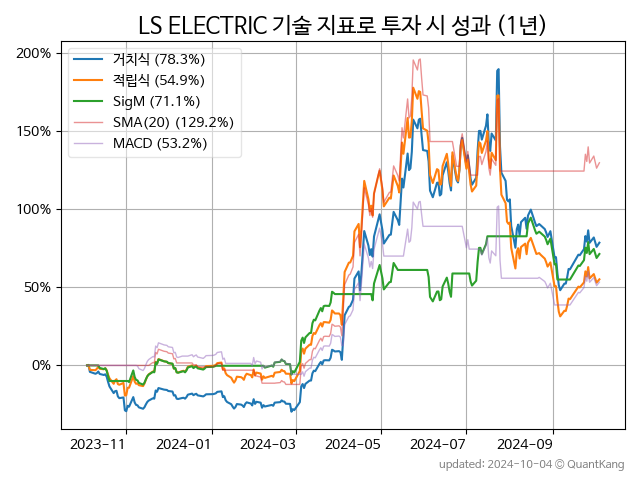 LS ELECTRIC 기술 지표로 투자 시 성과 (1년)
200%
150%
100%
50%
0%
거치식 (78.3%)
적립식 (54.9%)
SigM (71.1%)
SMA(20) (129.2%)
MACD (53.2%)
2023-11 2024-01 2024-03 2024-05 2024-07 2024-09
updated: 2024-10-04 © QuantKang